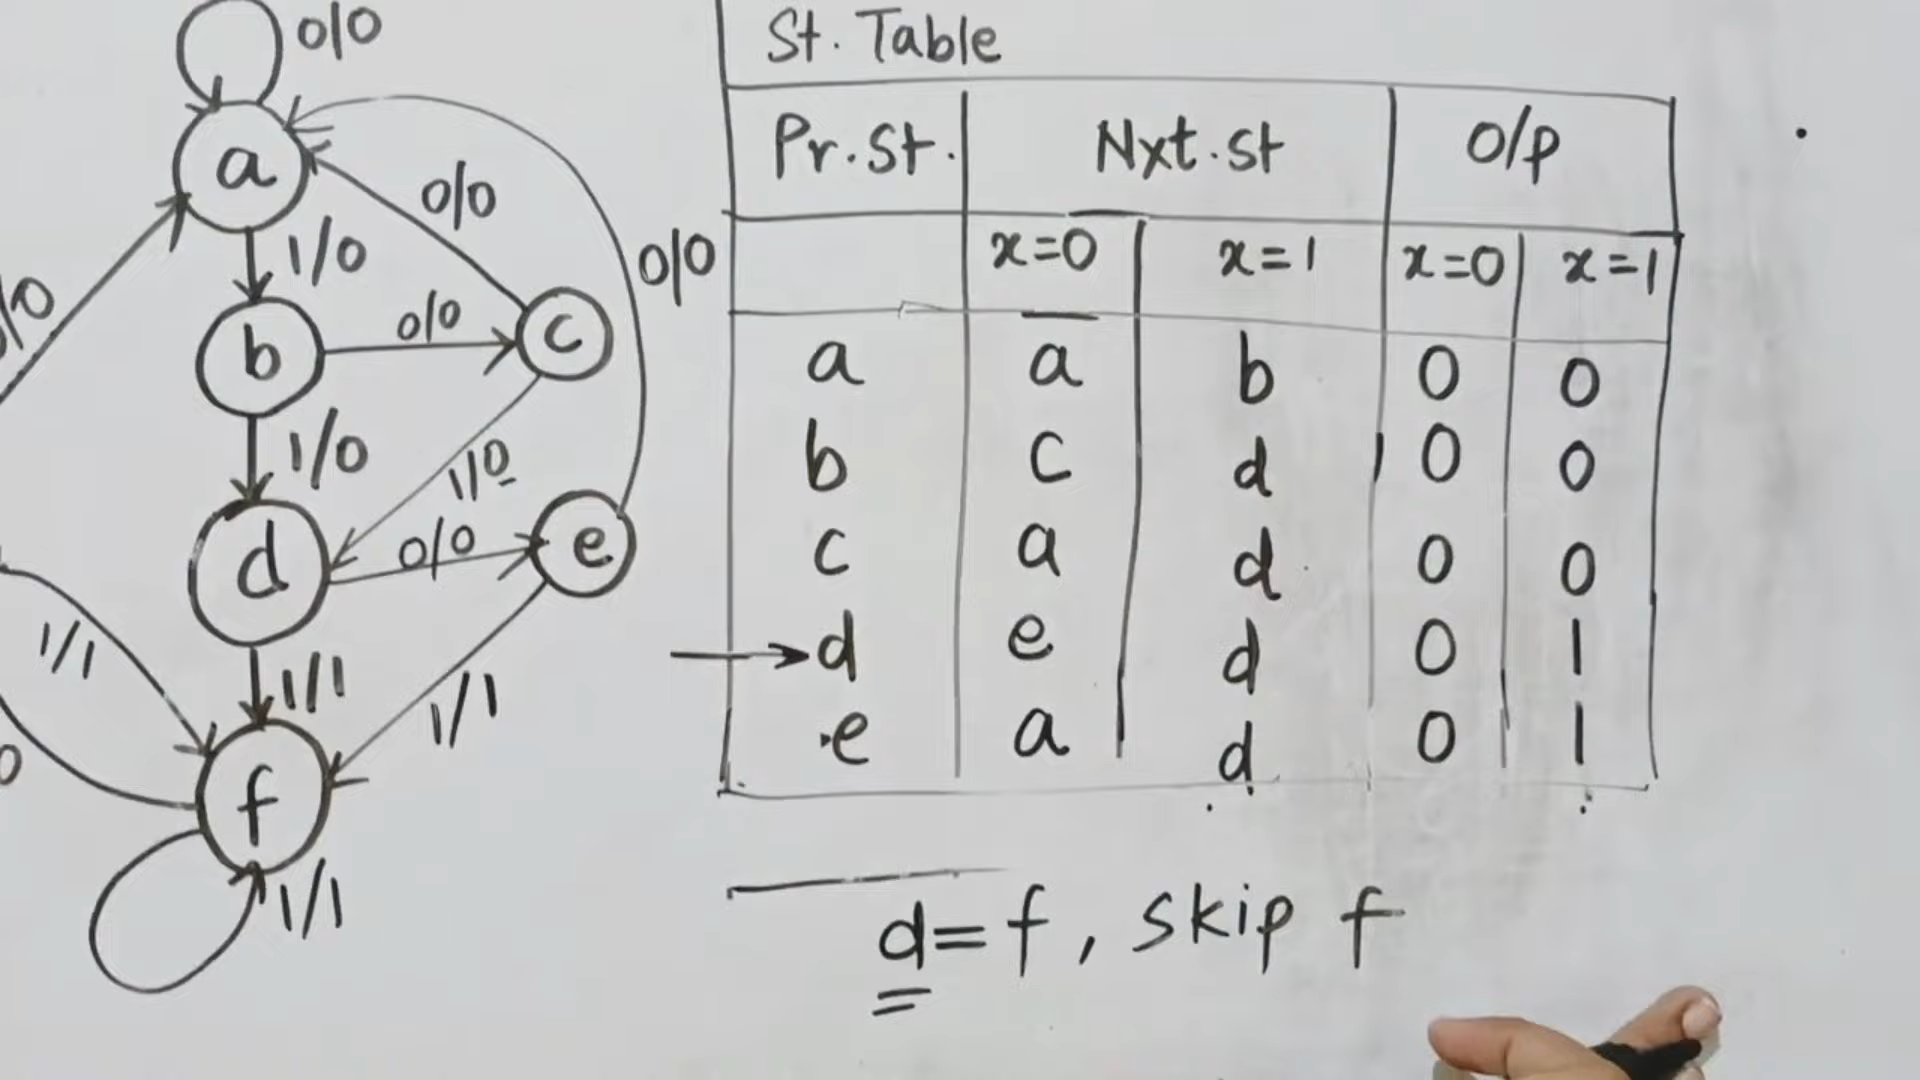 0/0
a
0/0
1/0
0/0
b
0/0
c
1/0
1/0
d
0/0
e
1/1
1/1
1/1
f
1/1
St. Table
Pr.St. Nxt.st O/p
x=0 x=1 x=0 x=1
a a b 0 0
b c d 0 0
c a d 0 0
d e d 0 1
e a d 0 1
d=f, skip f